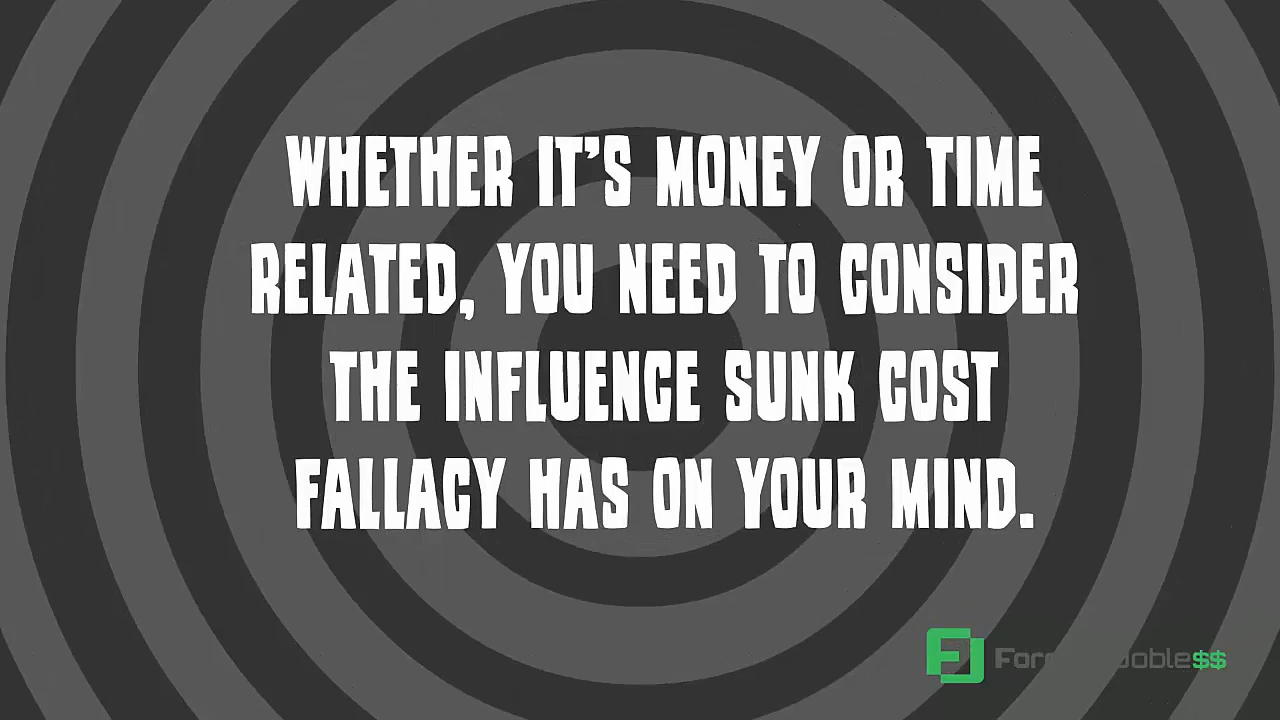 WHETHER IT'S MONEY OR TIME
RELATED, YOU NEED TO CONSIDER
THE INFLUENCE SUNK COST
FALLACY HAS ON YOUR MIND.